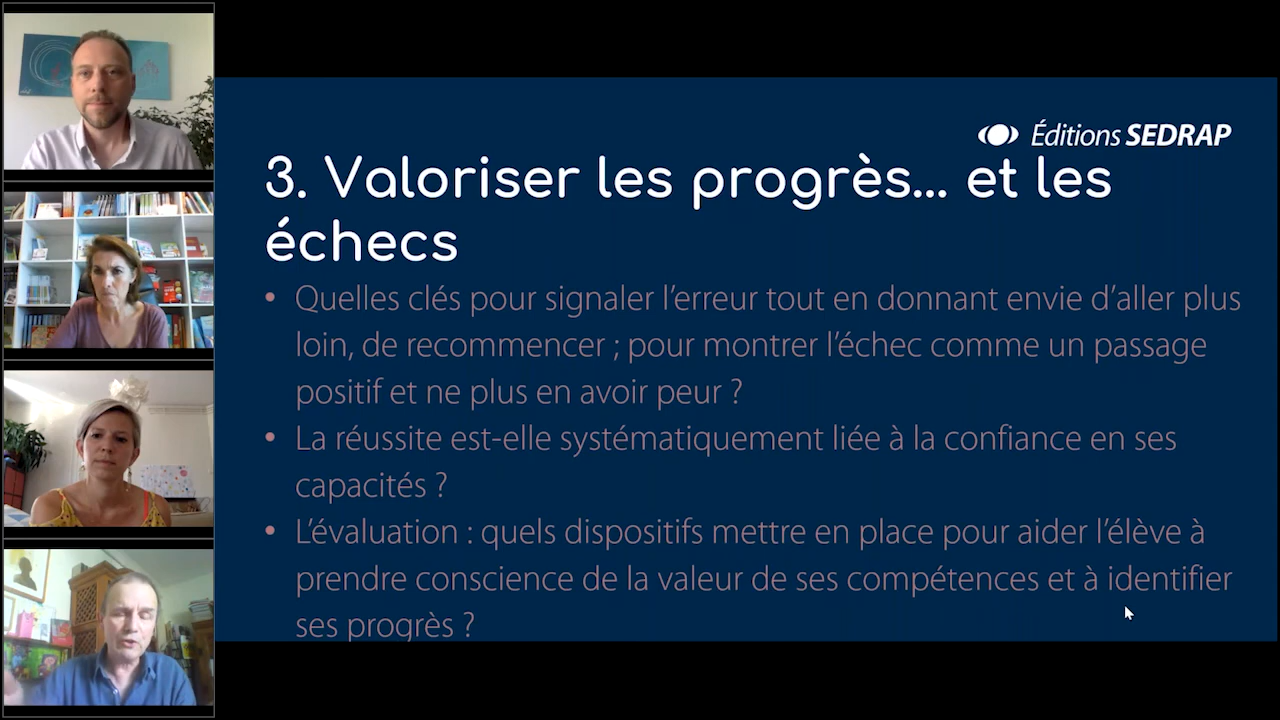 Éditions SEDRAP
3. Valoriser les progrès... et les
échecs
• Quelles clés pour signaler l'erreur tout en donnant envie d'aller plus
loin, de recommencer ; pour montrer l'échec comme un passage
positif et ne plus en avoir peur ?
• La réussite est-elle systématiquement liée à la confiance en ses
capacités ?
• L'évaluation : quels dispositifs mettre en place pour aider l'élève à
prendre conscience de la valeur de ses compétences et à identifier
ses progrès ?